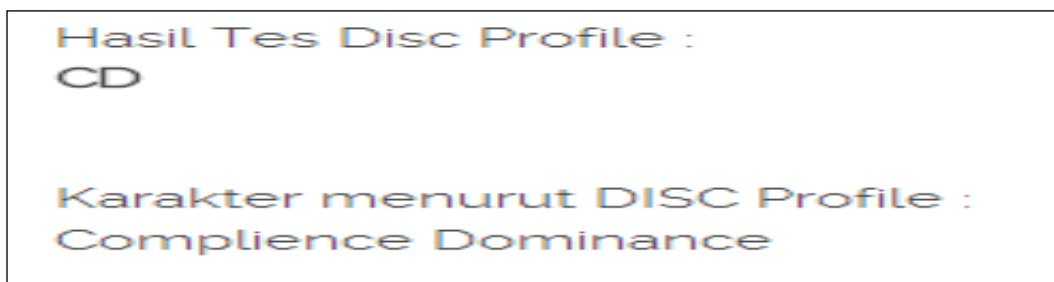 Hasil Tes Disc Profile :
CD
Karakter menurut DISC Profile :
Complience Dominance